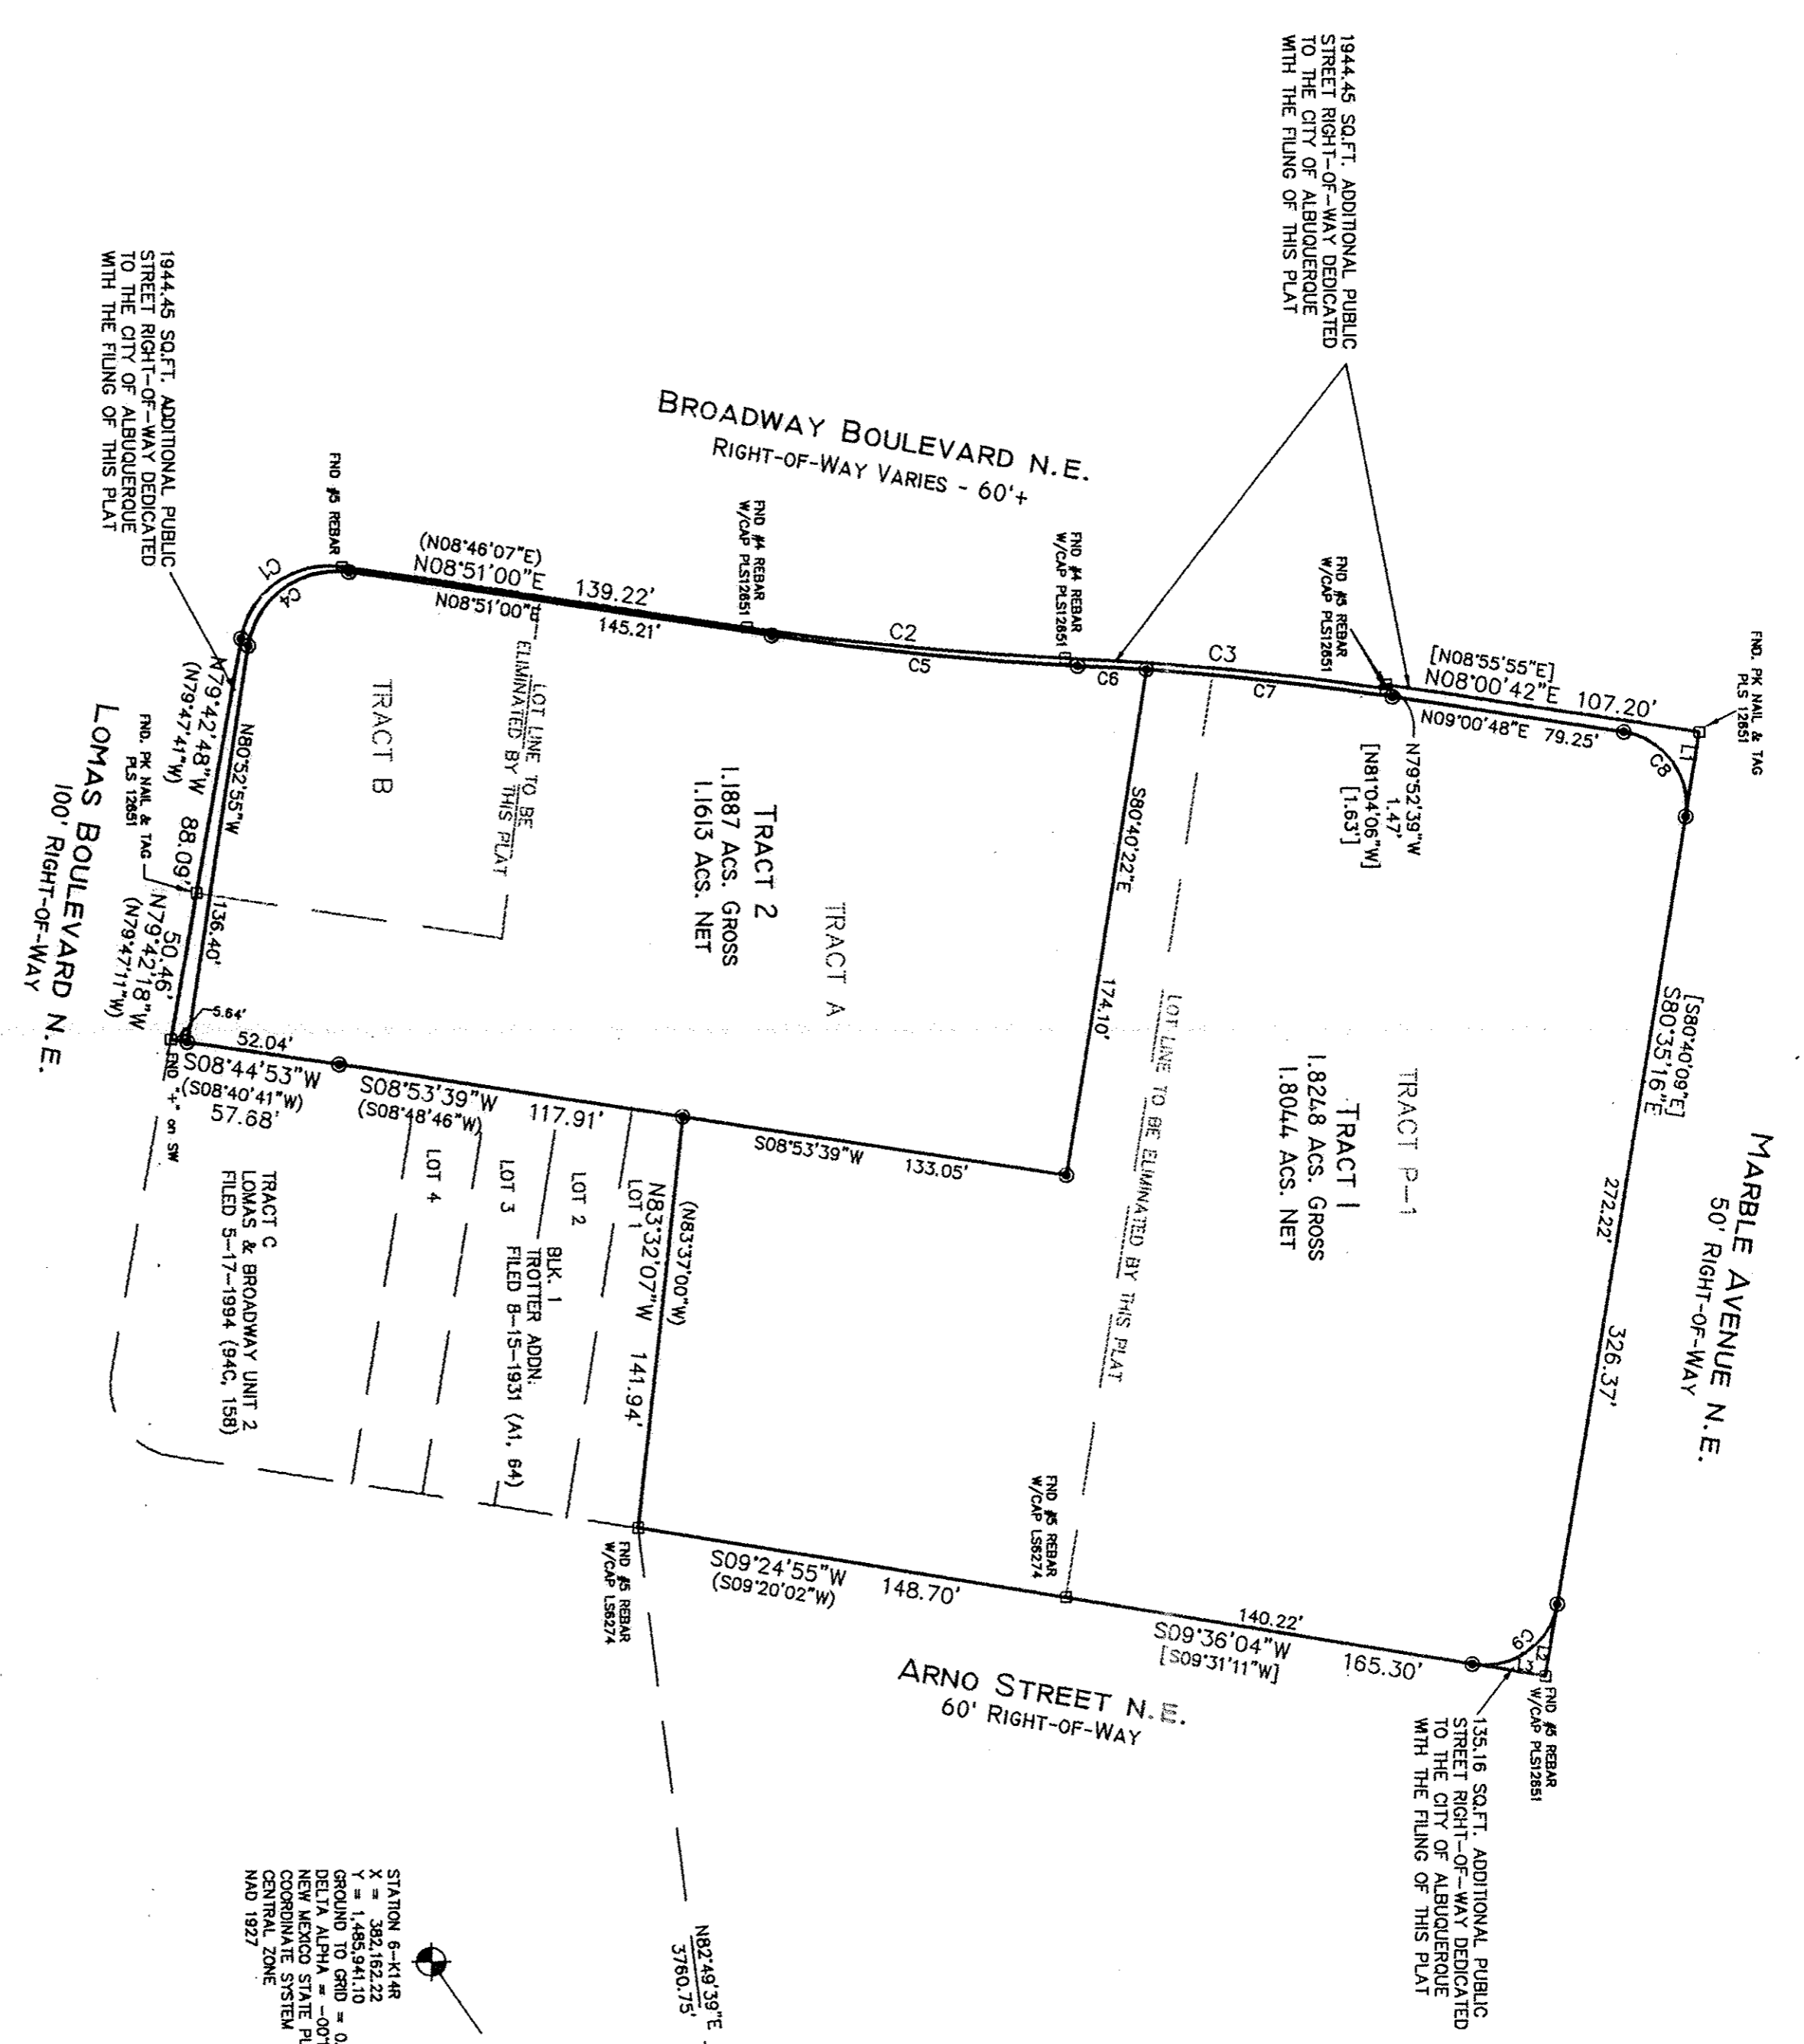 1944.45 SQ.FT. ADDITIONAL PUBLIC
STREET RIGHT-OF-WAY DEDICATED
TO THE CITY OF ALBUQUERQUE
WITH THE FILING OF THIS PLAT
BROADWAY BOULEVARD N.E.
RIGHT-OF-WAY VARIES - 60'+
FND. PK NAIL & TAG
PLS 12651
[N08°55'55"E]
N08°00'42"E 107.20'
L1
C8
N09°00'48"E 79.25'
FND #5 REBAR
W/CAP PLS12651
N79°52'39"W
1.47'
[N81°04'06"W]
[1.63']
C3
C7
C6
FND #4 REBAR
W/CAP PLS12651
C2
C5
FND #4 REBAR
W/CAP PLS12651
(N08°46'07"E)
N08°51'00"E 139.22'
N08°51'00"E 145.21'
FND #5 REBAR
C1
C4
1944.45 SQ.FT. ADDITIONAL PUBLIC
STREET RIGHT-OF-WAY DEDICATED
TO THE CITY OF ALBUQUERQUE
WITH THE FILING OF THIS PLAT
N80°52'55"W 136.40'
N79°42'48"W 88.09'
(N79°47'41"W)
FND. PK NAIL & TAG
PLS 12651
50.46'
N79°42'18"W
(N79°47'11"W)
LOMAS BOULEVARD N.E.
100' RIGHT-OF-WAY
TRACT B
LOT LINE TO BE
ELIMINATED BY THIS PLAT
TRACT 2
1.1887 ACS. GROSS
1.1613 ACS. NET
TRACT A
S80°40'22"E 174.10'
LOT LINE TO BE ELIMINATED BY THIS PLAT
TRACT P-1
TRACT 1
1.8248 ACS. GROSS
1.8044 ACS. NET
[S80°40'09"E]
S80°35'16"E 326.37'
272.22'
MARBLE AVENUE N.E.
50' RIGHT-OF-WAY
5.64'
FND "+" on SW
52.04'
S08°44'53"W
(S08°40'41"W)
57.68'
S08°53'39"W 117.91'
(S08°48'46"W)
S08°53'39"W 133.05'
(N83°37'00"W)
N83°32'07"W 141.94'
LOT 1
LOT 2
LOT 3
LOT 4
BLK. 1
TROTTER ADDN.
FILED 8-15-1931 (A1, 64)
TRACT C
LOMAS & BROADWAY UNIT 2
FILED 5-17-1994 (94C, 158)
FND #5 REBAR
W/CAP LS6274
S09°24'55"W 148.70'
(S09°20'02"W)
FND #5 REBAR
W/CAP LS6274
140.22'
S09°36'04"W 165.30'
[S09°31'11"W]
ARNO STREET N.E.
60' RIGHT-OF-WAY
C9
L2
L3
FND #5 REBAR
W/CAP PLS12651
135.16 SQ.FT. ADDITIONAL PUBLIC
STREET RIGHT-OF-WAY DEDICATED
TO THE CITY OF ALBUQUERQUE
WITH THE FILING OF THIS PLAT
N82°49'39"E
3760.75'
STATION 6-K14R
X = 382,162.22
Y = 1,485,941.10
GROUND TO GRID = 0.
DELTA ALPHA = -00°
NEW MEXICO STATE PL
COORDINATE SYSTEM
CENTRAL ZONE
NAD 1927